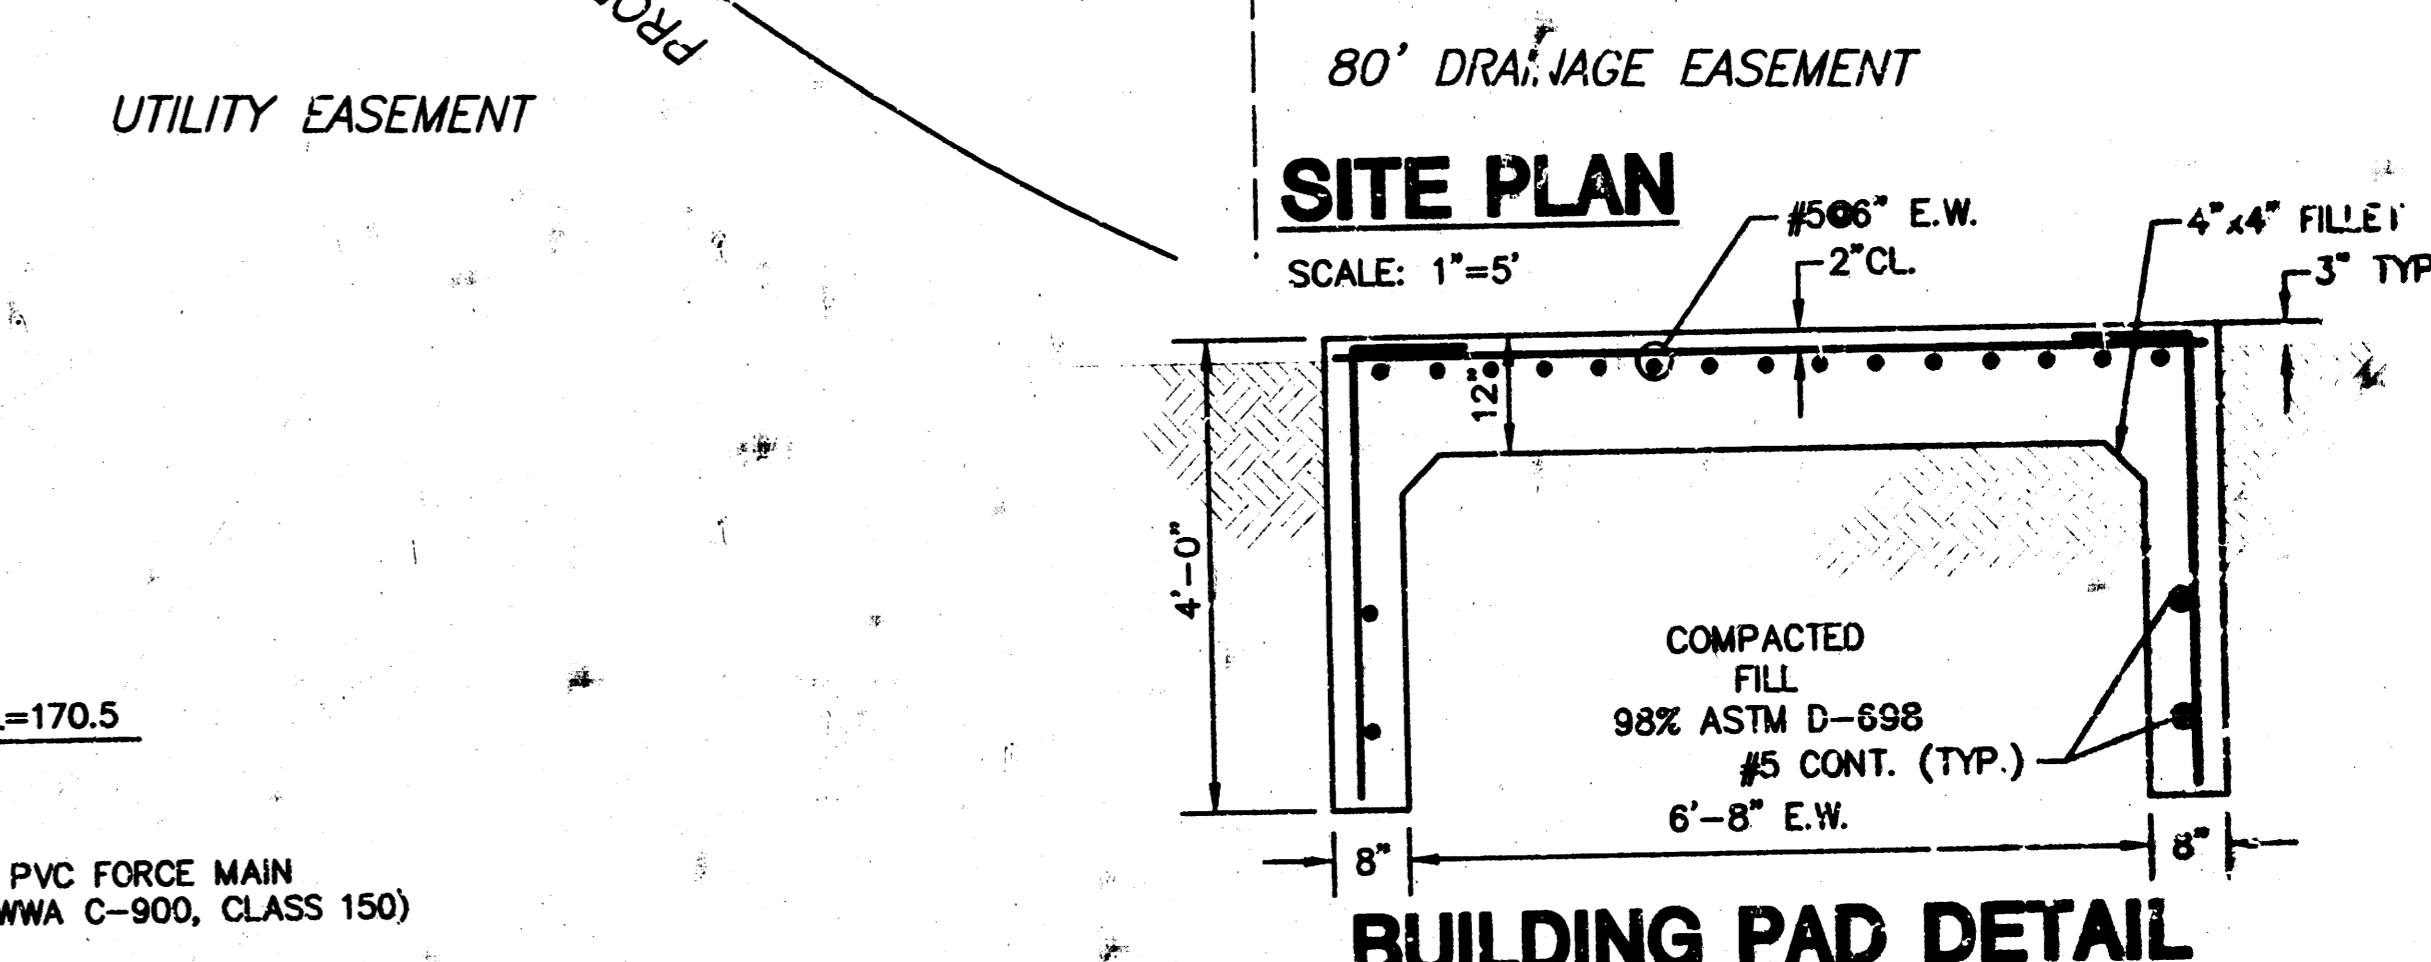 UTILITY EASEMENT
80' DRAINAGE EASEMENT
SITE PLAN
SCALE: 1"=5'
#5@6" E.W.
2"CL.
4"x4" FILLET
3" TYP
12"
4'-0"
COMPACTED
FILL
98% ASTM D-698
#5 CONT. (TYP.)
6'-8" E.W.
8"
8"
=170.5
PVC FORCE MAIN
WWA C-900, CLASS 150)
BUILDING PAD DETAIL